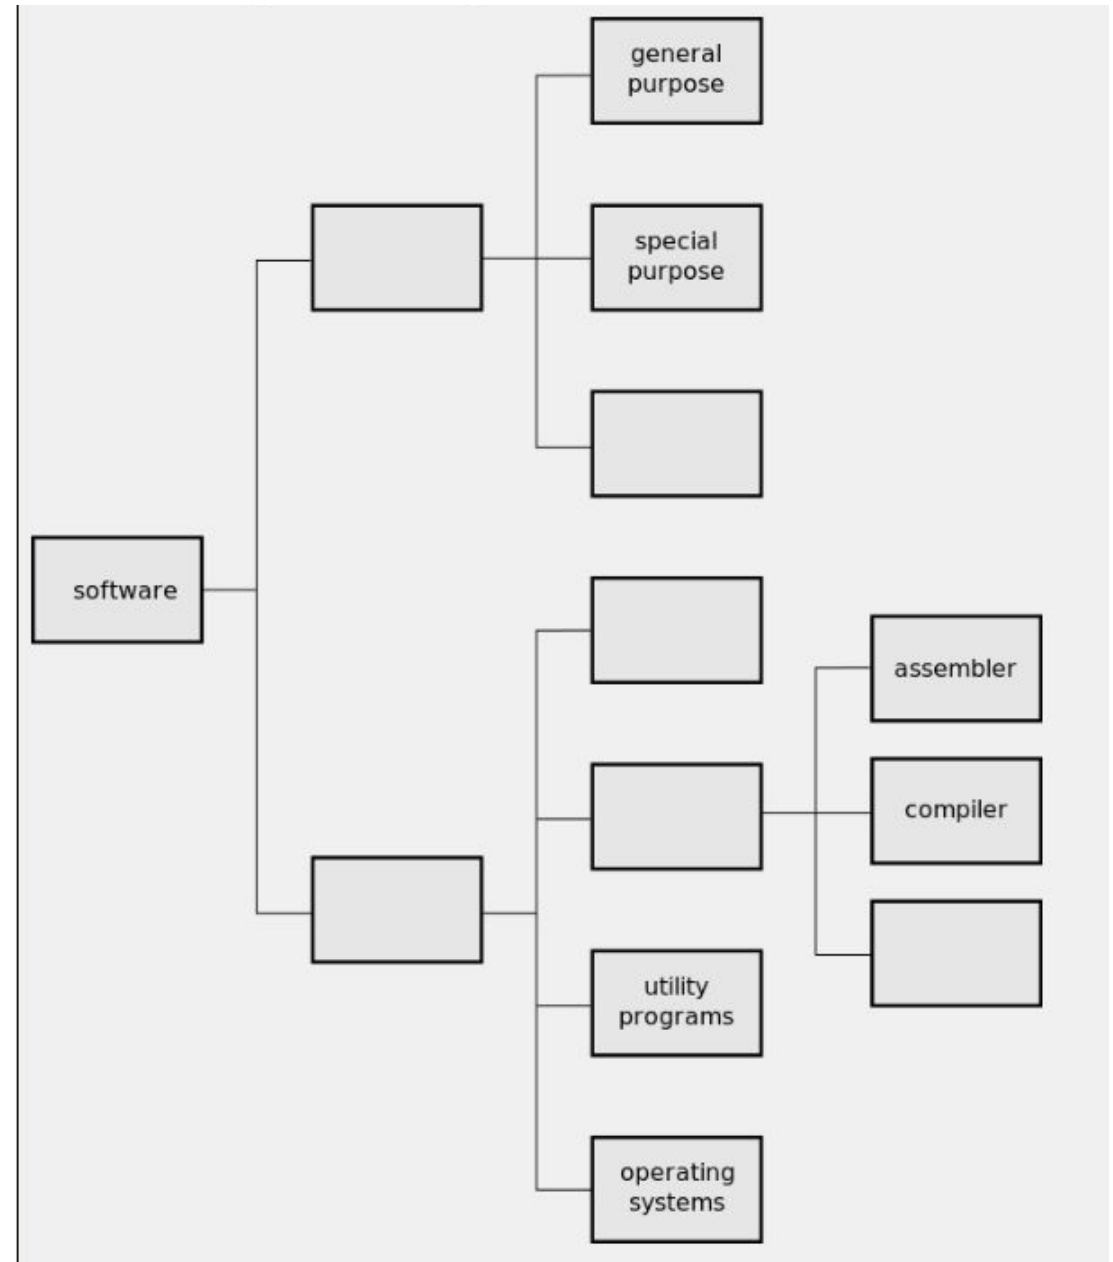 general
purpose
special
purpose
software
assembler
compiler
utility
programs
operating
systems